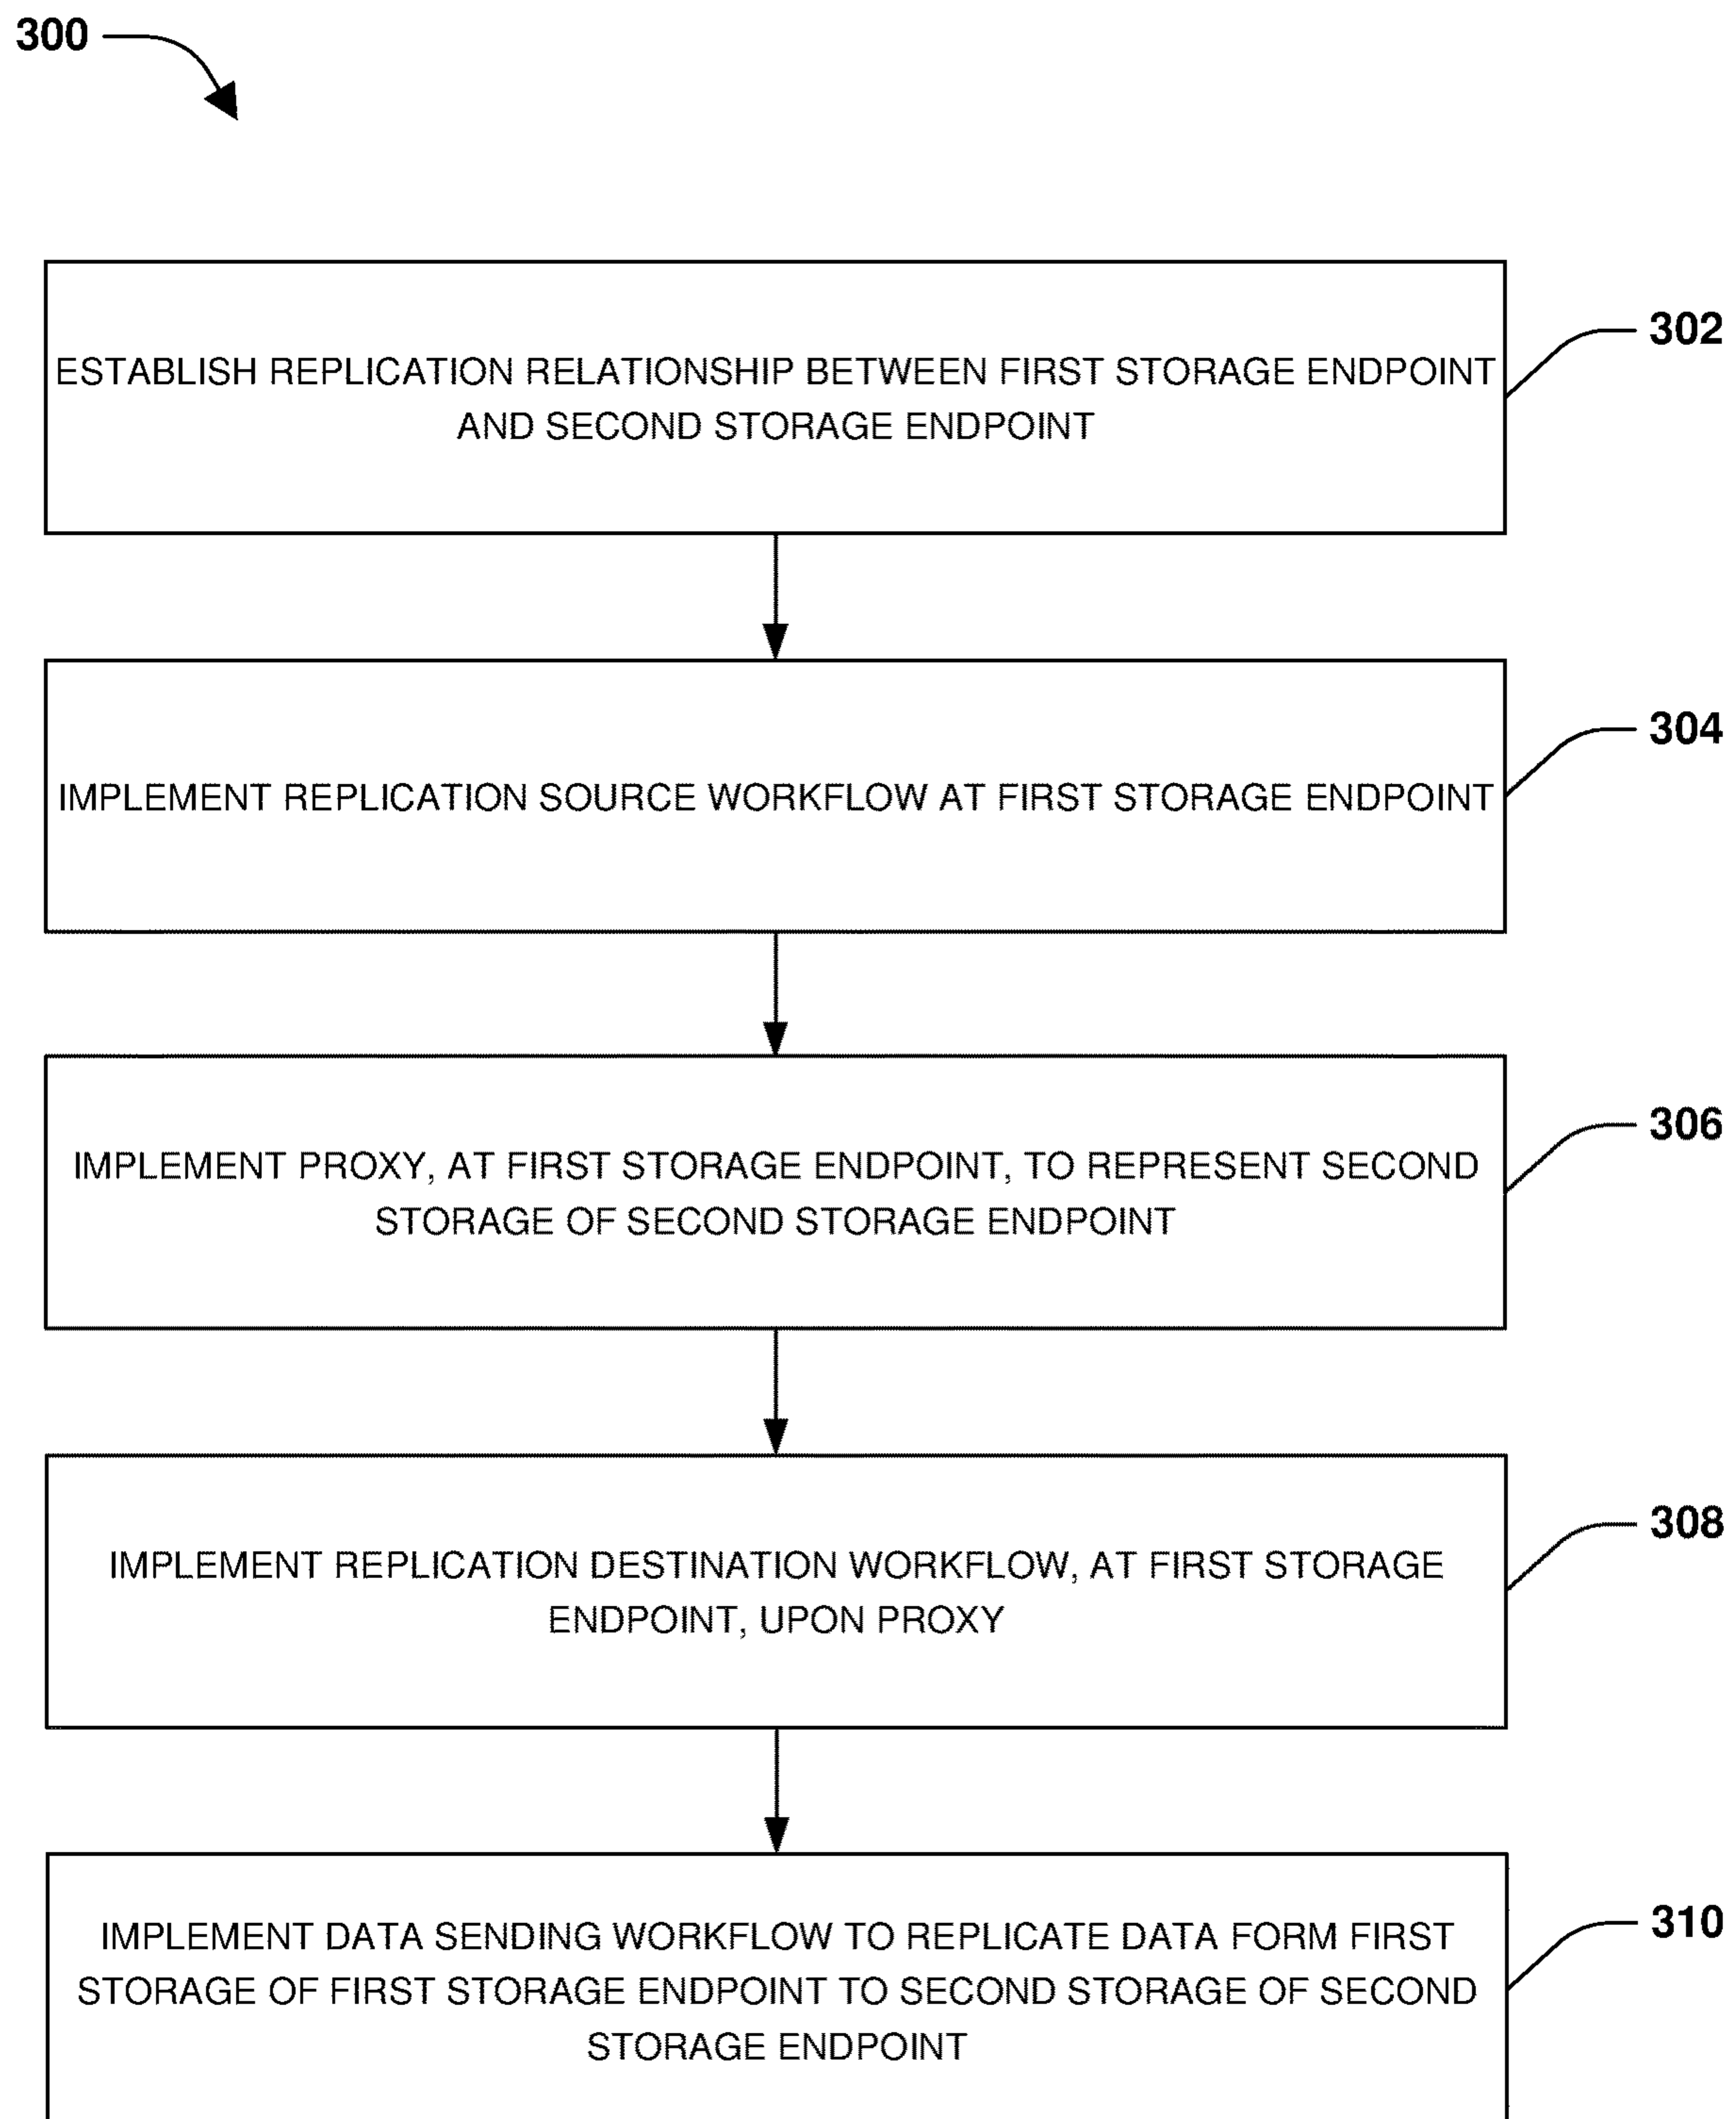 300
ESTABLISH REPLICATION RELATIONSHIP BETWEEN FIRST STORAGE ENDPOINT
AND SECOND STORAGE ENDPOINT
302
IMPLEMENT REPLICATION SOURCE WORKFLOW AT FIRST STORAGE ENDPOINT
304
IMPLEMENT PROXY, AT FIRST STORAGE ENDPOINT, TO REPRESENT SECOND
STORAGE OF SECOND STORAGE ENDPOINT
306
IMPLEMENT REPLICATION DESTINATION WORKFLOW, AT FIRST STORAGE
ENDPOINT, UPON PROXY
308
IMPLEMENT DATA SENDING WORKFLOW TO REPLICATE DATA FORM FIRST
STORAGE OF FIRST STORAGE ENDPOINT TO SECOND STORAGE OF SECOND
STORAGE ENDPOINT
310